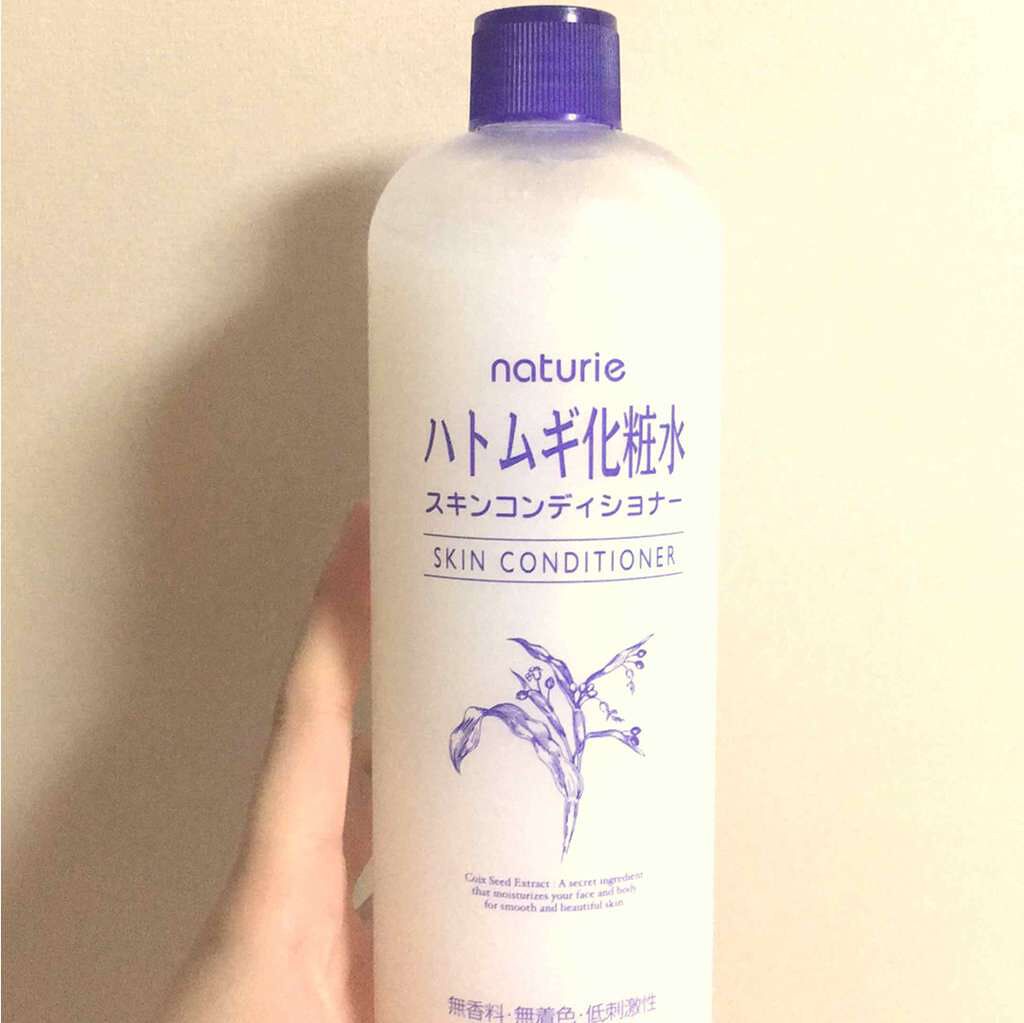 naturie
ハトムギ化粧水
スキンコンディショナー
SKIN CONDITIONER
Coix Seed Extract : A secret ingredient
that moisturizes your face and body
for smooth and beautiful skin
無香料・無着色・低刺激性